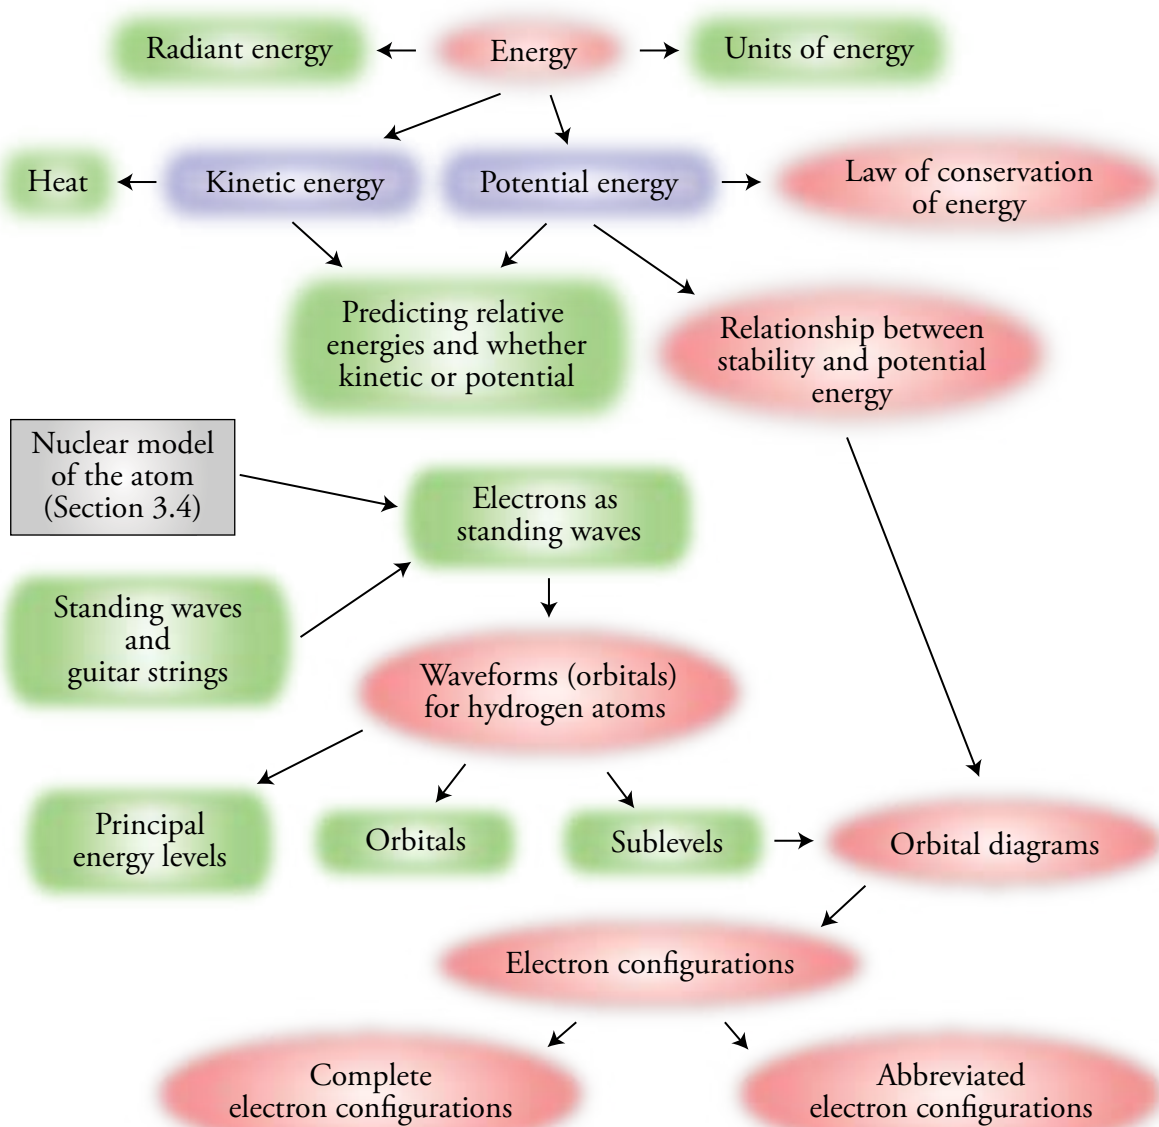 Radiant energy
Energy
Units of energy
Heat
Kinetic energy
Potential energy
Law of conservation
of energy
Predicting relative
energies and whether
kinetic or potential
Relationship between
stability and potential
energy
Nuclear model
of the atom
(Section 3.4)
Electrons as
standing waves
Standing waves
and
guitar strings
Waveforms (orbitals)
for hydrogen atoms
Principal
energy levels
Orbitals
Sublevels
Orbital diagrams
Electron configurations
Complete
electron configurations
Abbreviated
electron configurations